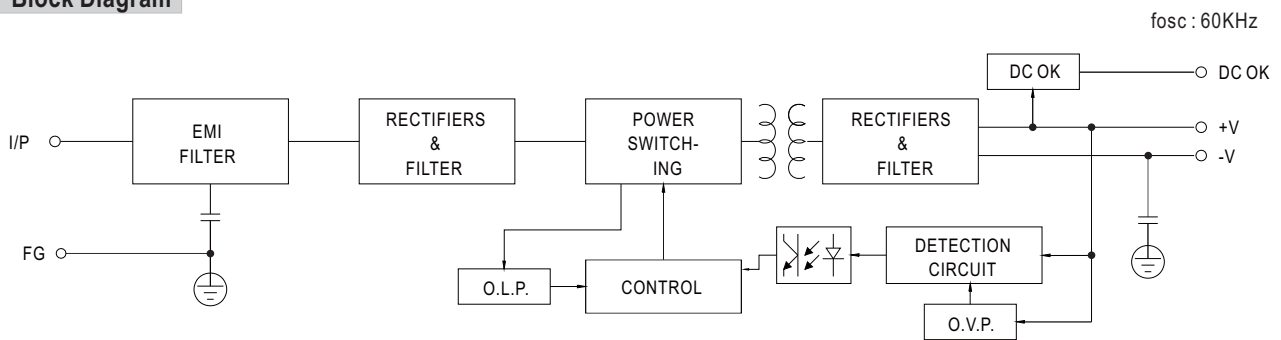 Block Diagram
fosc : 60KHz
DC OK
DC OK
I/P
EMI
FILTER
RECTIFIERS
&
FILTER
POWER
SWITCH-
ING
RECTIFIERS
&
FILTER
+V
-V
FG
O.L.P.
CONTROL
DETECTION
CIRCUIT
O.V.P.